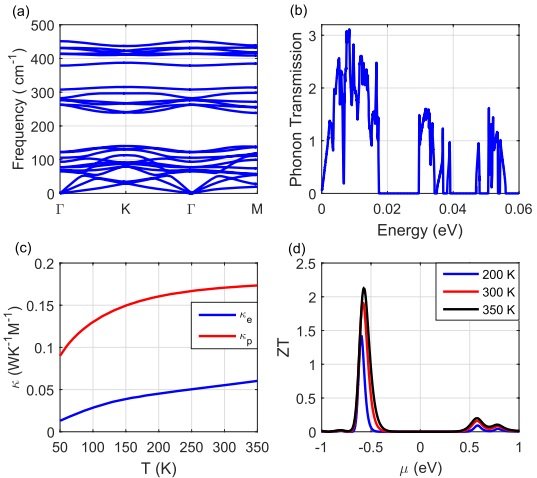 (a)
500
400
300
200
100
0
Frequency ( cm⁻¹)
Γ K Γ M
(b)
3
2
1
0
Phonon Transmission
0 0.02 0.04 0.06
Energy (eV)
(c)
0.2
0.15
0.1
0.05
0
κ (WK⁻¹M⁻¹)
κₑ
κₚ
50 100 150 200 250 300 350
T (K)
(d)
2.5
2
1.5
1
0.5
0
ZT
200 K
300 K
350 K
-1 -0.5 0 0.5 1
μ (eV)